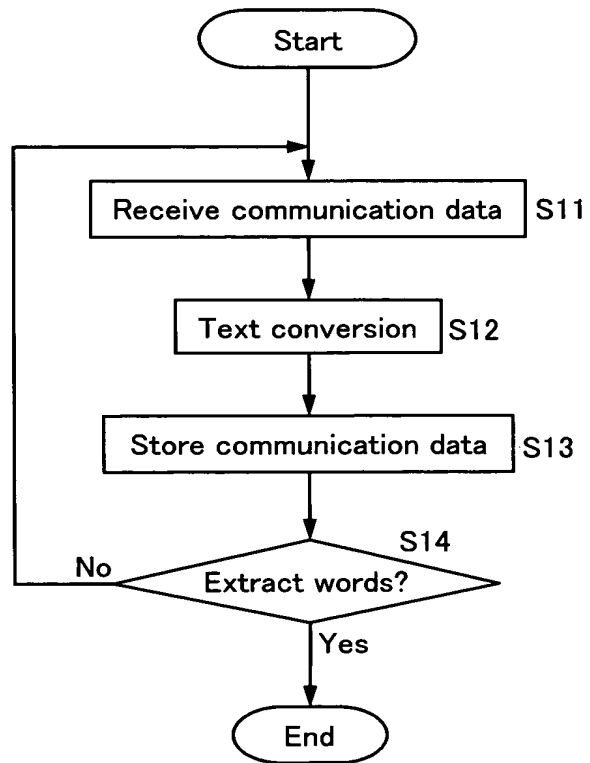 Start
Receive communication data S11
Text conversion S12
Store communication data S13
S14
No
Extract words?
Yes
End